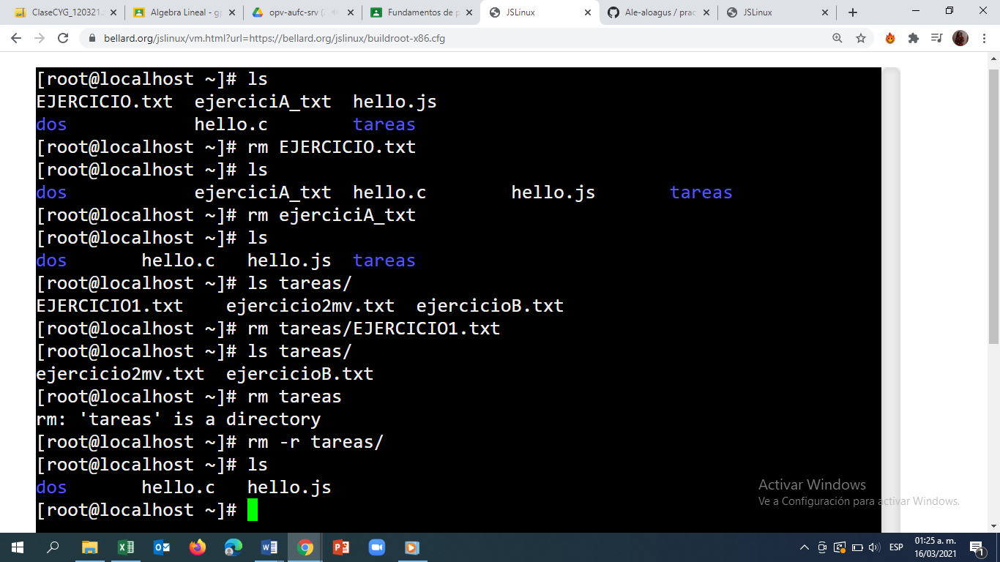 ClaseCYG_120321.
Algebra Lineal - gp
opv-aufc-srv (
Fundamentos de p
JSLinux
Ale-aloagus / prac
JSLinux
bellard.org/jslinux/vm.html?url=https://bellard.org/jslinux/buildroot-x86.cfg
[root@localhost ~]# ls
EJERCICIO.txt  ejerciciA_txt  hello.js
dos            hello.c        tareas
[root@localhost ~]# rm EJERCICIO.txt
[root@localhost ~]# ls
dos            ejerciciA_txt  hello.c        hello.js       tareas
[root@localhost ~]# rm ejerciciA_txt
[root@localhost ~]# ls
dos       hello.c   hello.js  tareas
[root@localhost ~]# ls tareas/
EJERCICIO1.txt    ejercicio2mv.txt  ejercicioB.txt
[root@localhost ~]# rm tareas/EJERCICIO1.txt
[root@localhost ~]# ls tareas/
ejercicio2mv.txt  ejercicioB.txt
[root@localhost ~]# rm tareas
rm: 'tareas' is a directory
[root@localhost ~]# rm -r tareas/
[root@localhost ~]# ls
dos       hello.c   hello.js
[root@localhost ~]#
Activar Windows
Ve a Configuración para activar Windows.
ESP
01:25 a. m.
16/03/2021
1